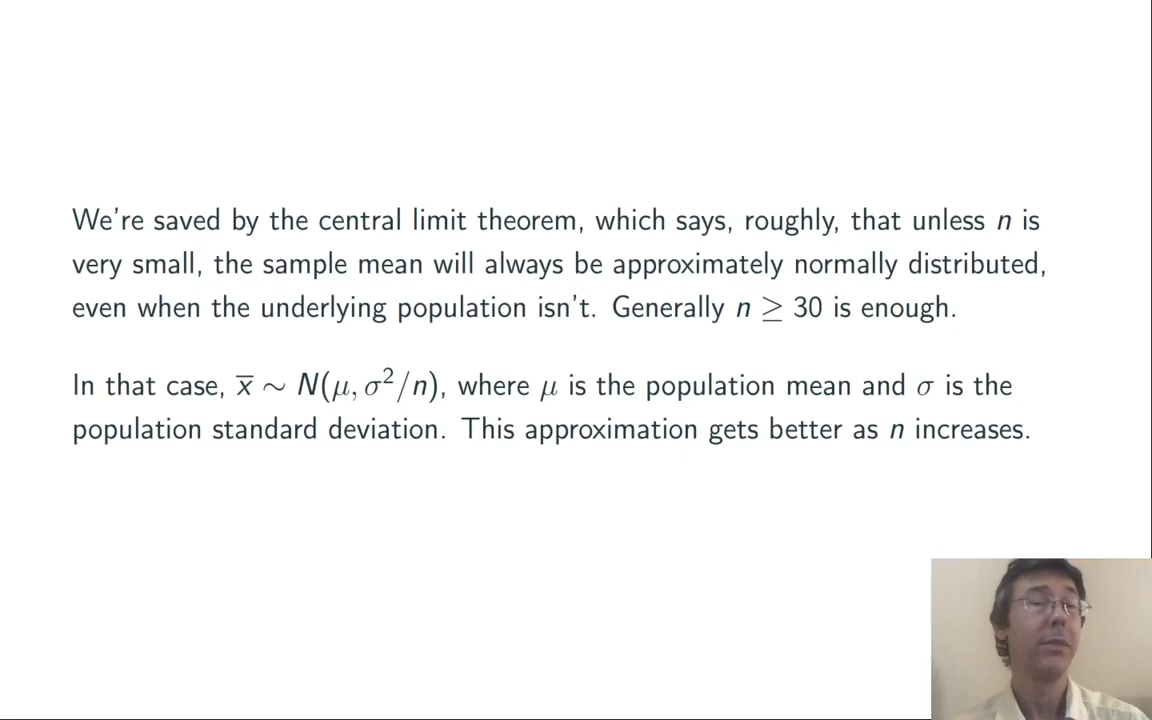 We're saved by the central limit theorem, which says, roughly, that unless n is
very small, the sample mean will always be approximately normally distributed,
even when the underlying population isn't. Generally n ≥ 30 is enough.
In that case, x̅ ∼ N(μ, σ²/n), where μ is the population mean and σ is the
population standard deviation. This approximation gets better as n increases.